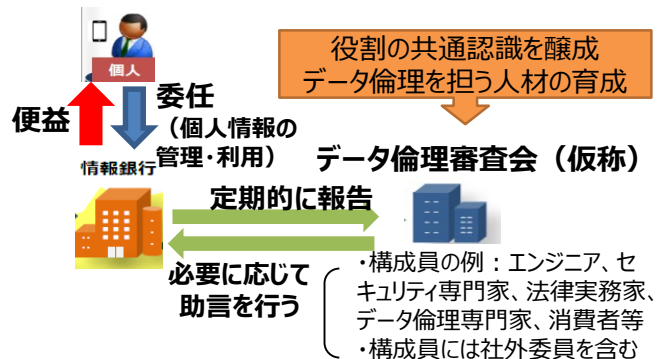 個人
役割の共通認識を醸成
データ倫理を担う人材の育成
便益
委任
（個人情報の
管理・利用）
情報銀行
データ倫理審査会（仮称）
定期的に報告
必要に応じて
助言を行う
・構成員の例：エンジニア、セ
キュリティ専門家、法律実務家、
データ倫理専門家、消費者等
・構成員には社外委員を含む